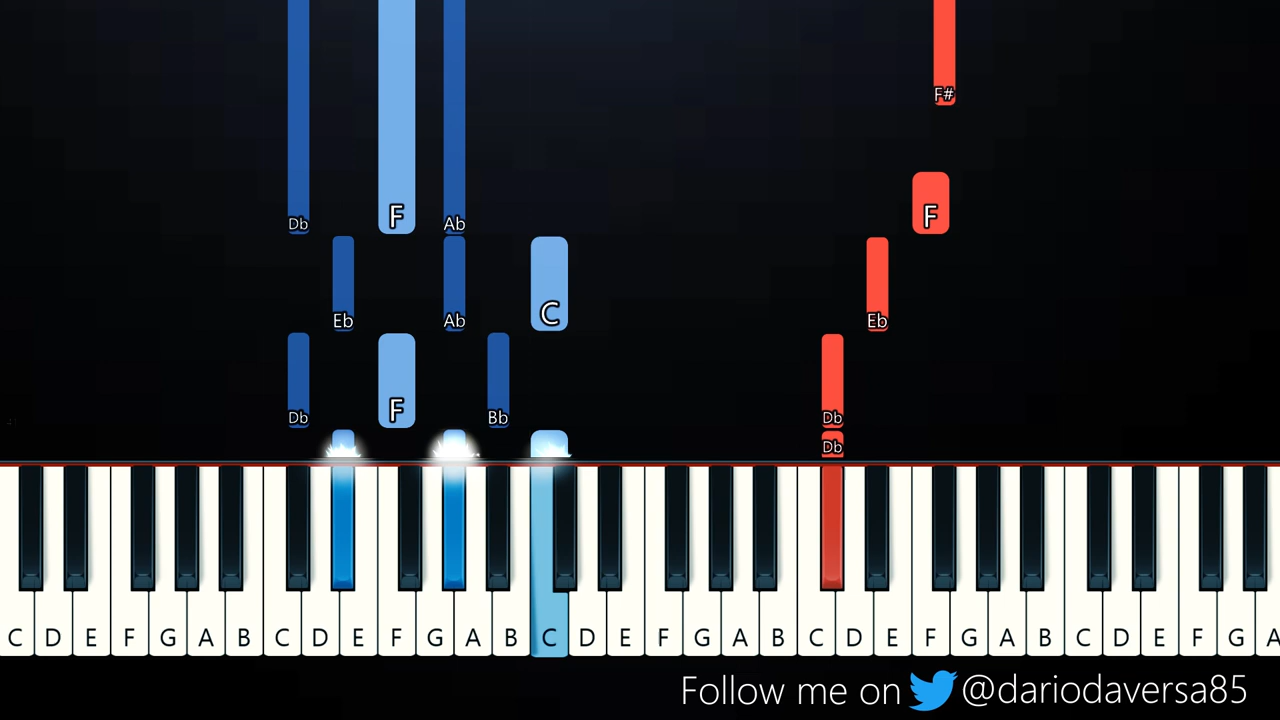 F#
Db F Ab F
Eb Ab C Eb
Db F Bb Db
Db
C D E F G A B C D E F G A B C D E F G A B C D E F G A B C D E F G A
Follow me on @dariodaversa85